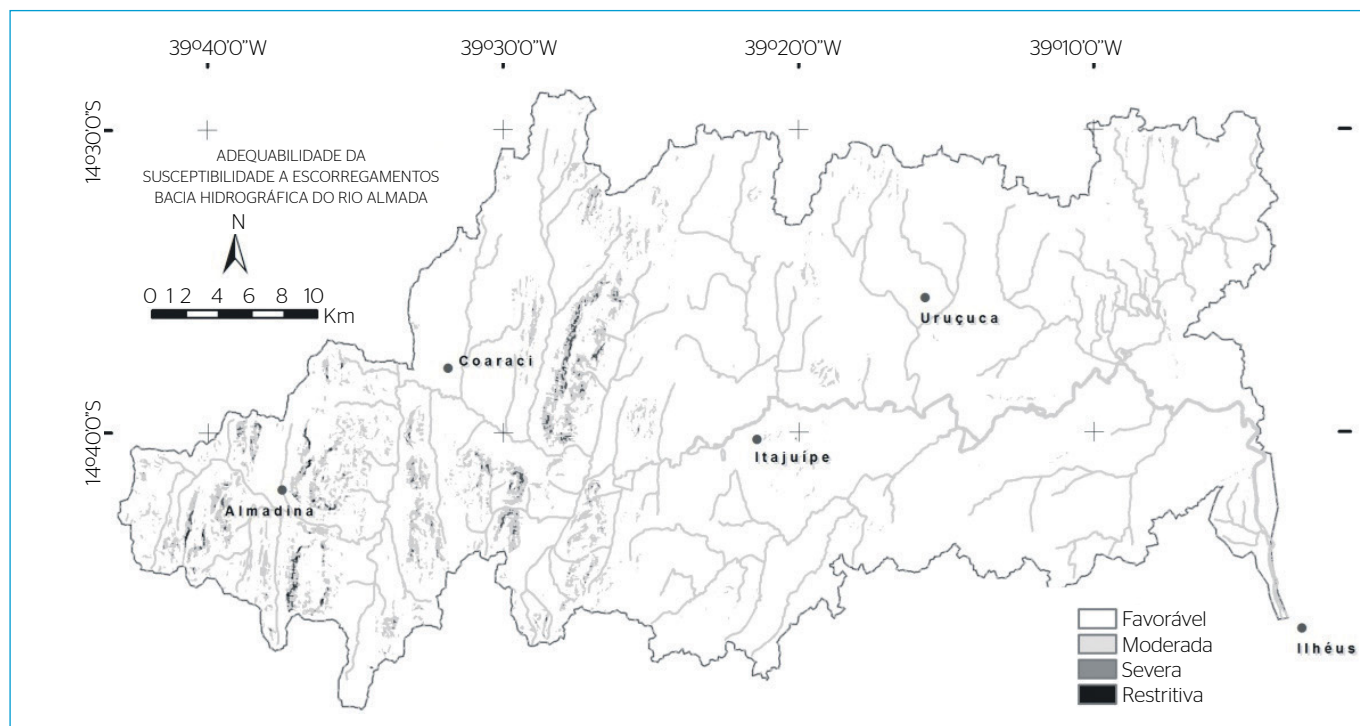 39º40'0"W
39º30'0"W
39º20'0"W
39º10'0"W
14º30'0"S
ADEQUABILIDADE DA
SUSCEPTIBILIDADE A ESCORREGAMENTOS
BACIA HIDROGRÁFICA DO RIO ALMADA
N
0 1 2 4 6 8 10
Km
Uruçuca
Coaraci
14º40'0"S
Itajuípe
Almadina
Favorável
Moderada
Severa
Restritiva
Ilhéus